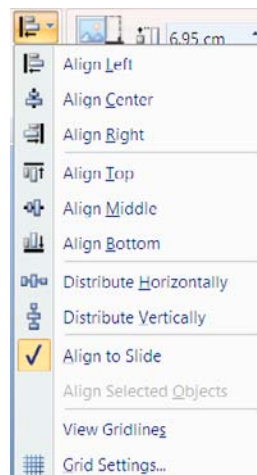 6.95 cm
Align Left
Align Center
Align Right
Align Top
Align Middle
Align Bottom
Distribute Horizontally
Distribute Vertically
Align to Slide
Align Selected Objects
View Gridlines
Grid Settings...